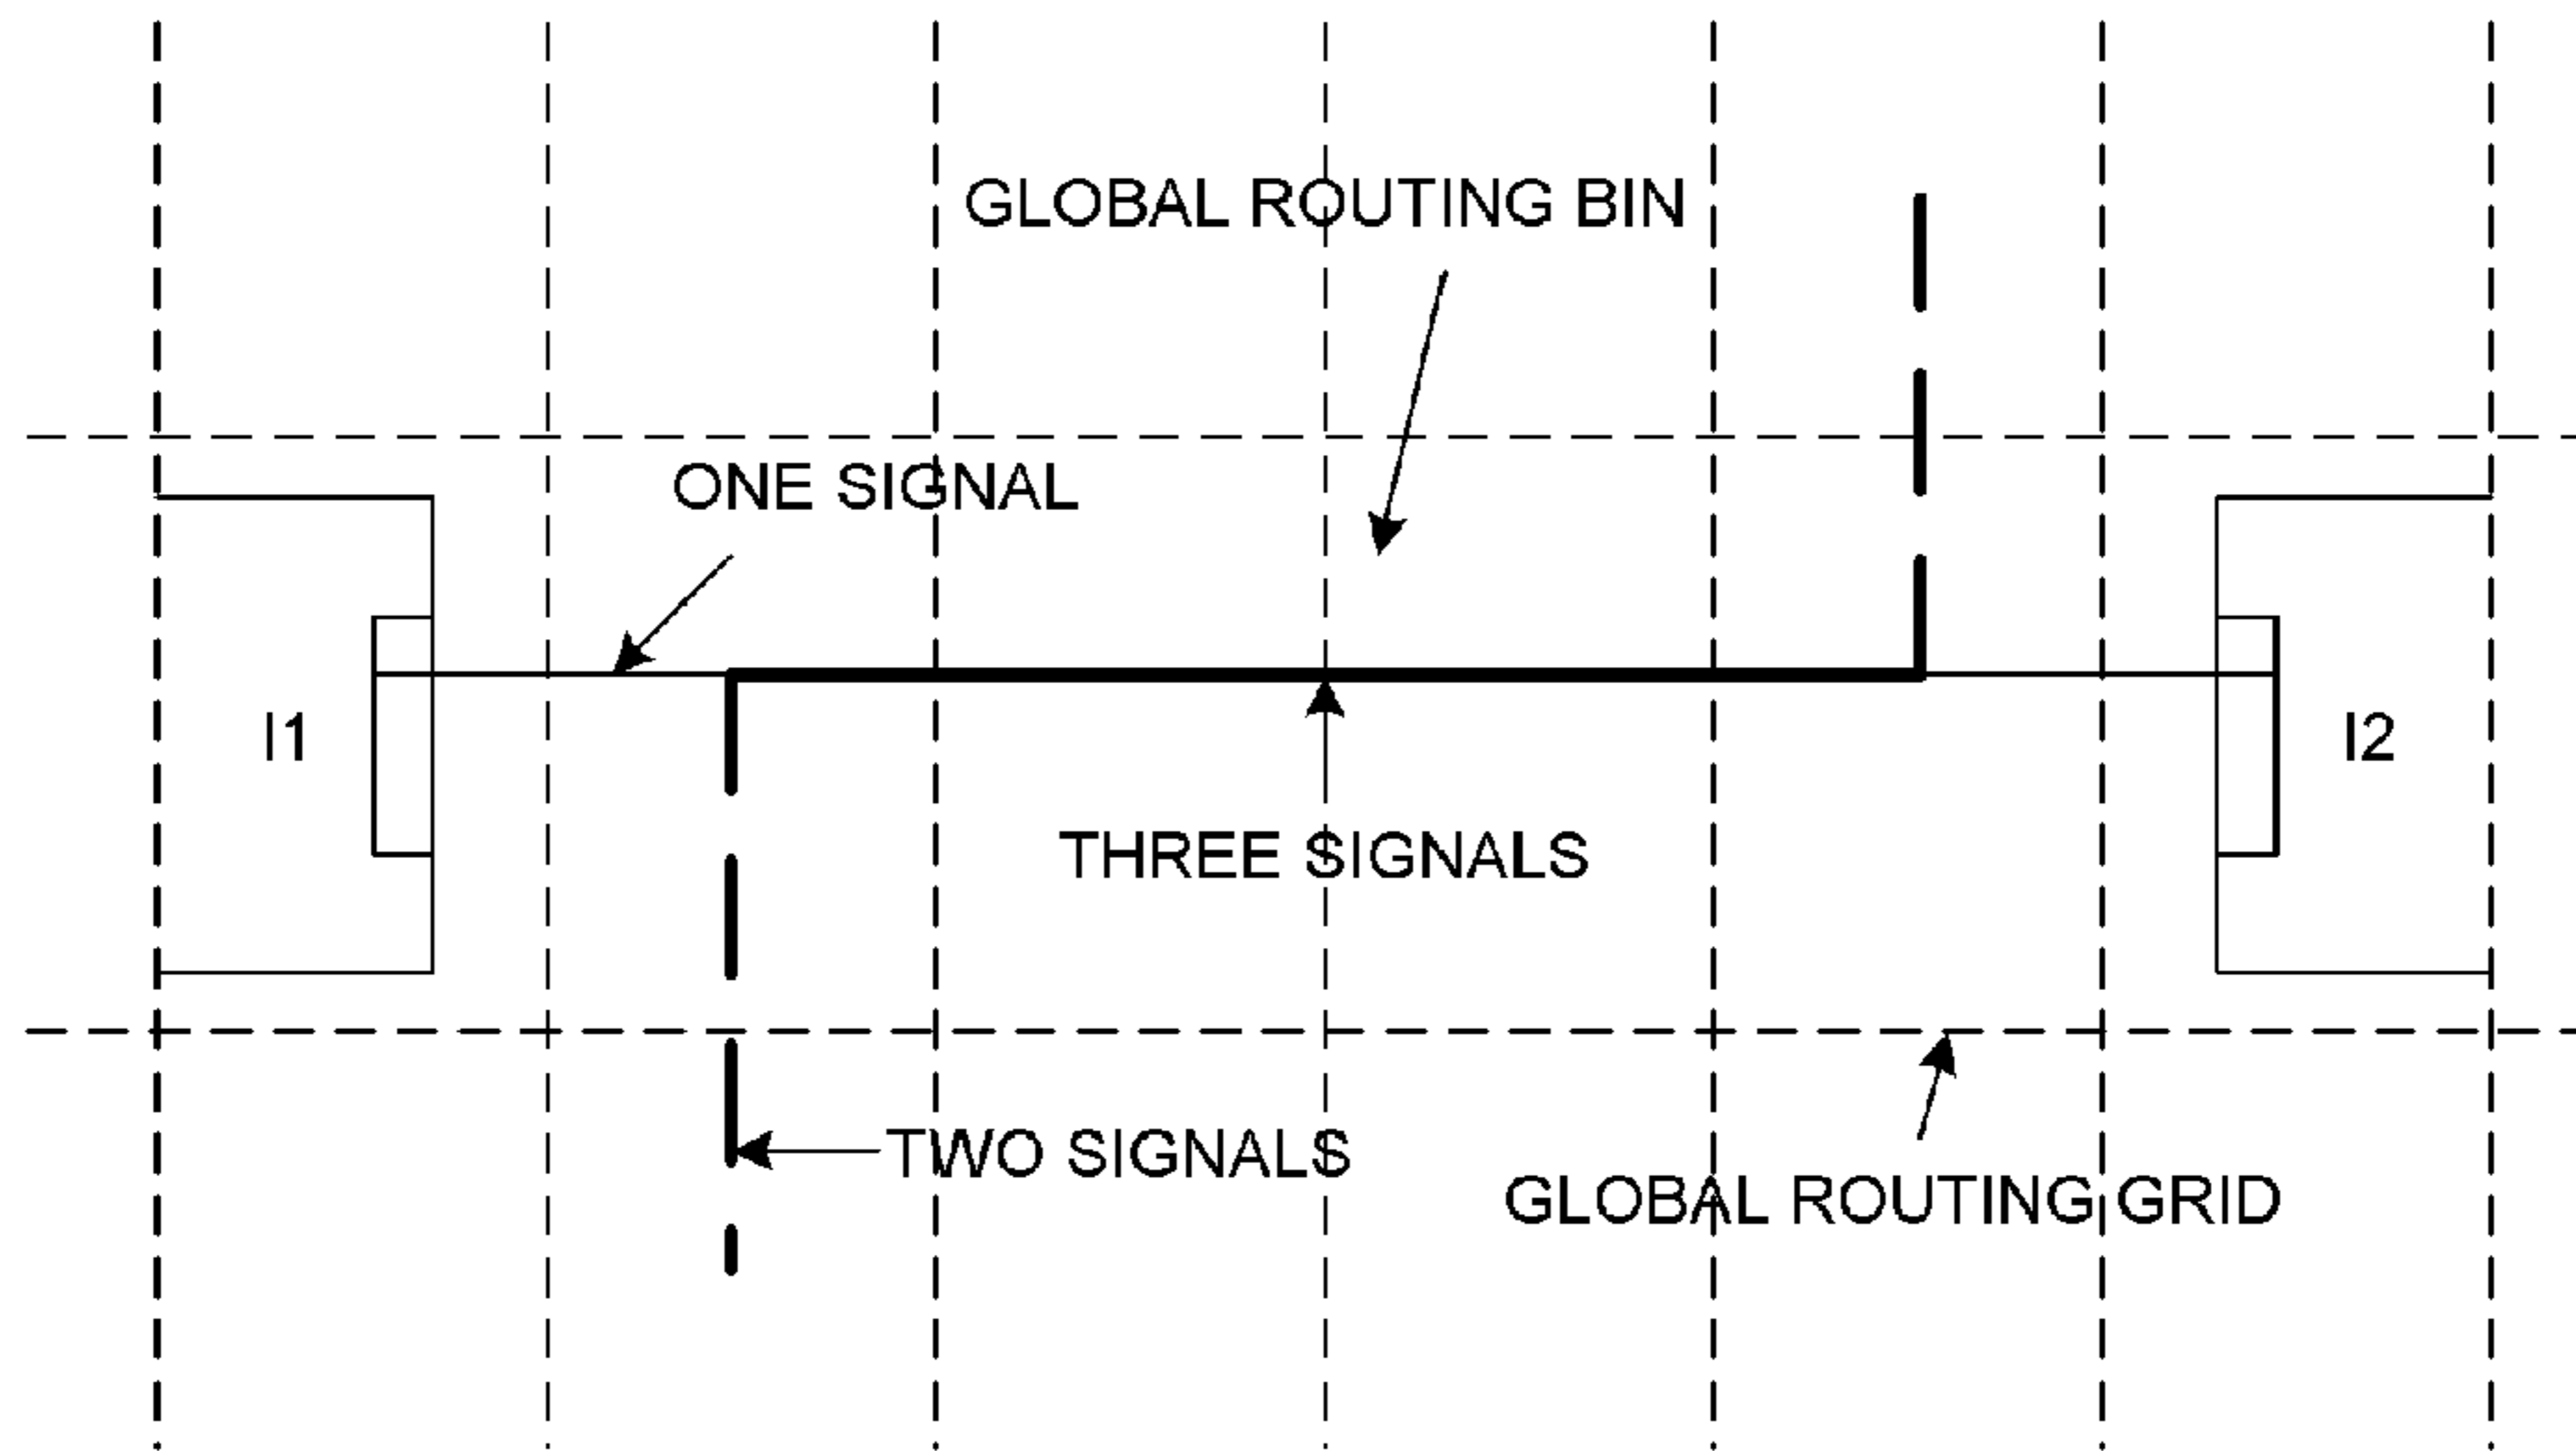 GLOBAL ROUTING BIN
ONE SIGNAL
I1
I2
THREE SIGNALS
TWO SIGNALS
GLOBAL ROUTING GRID